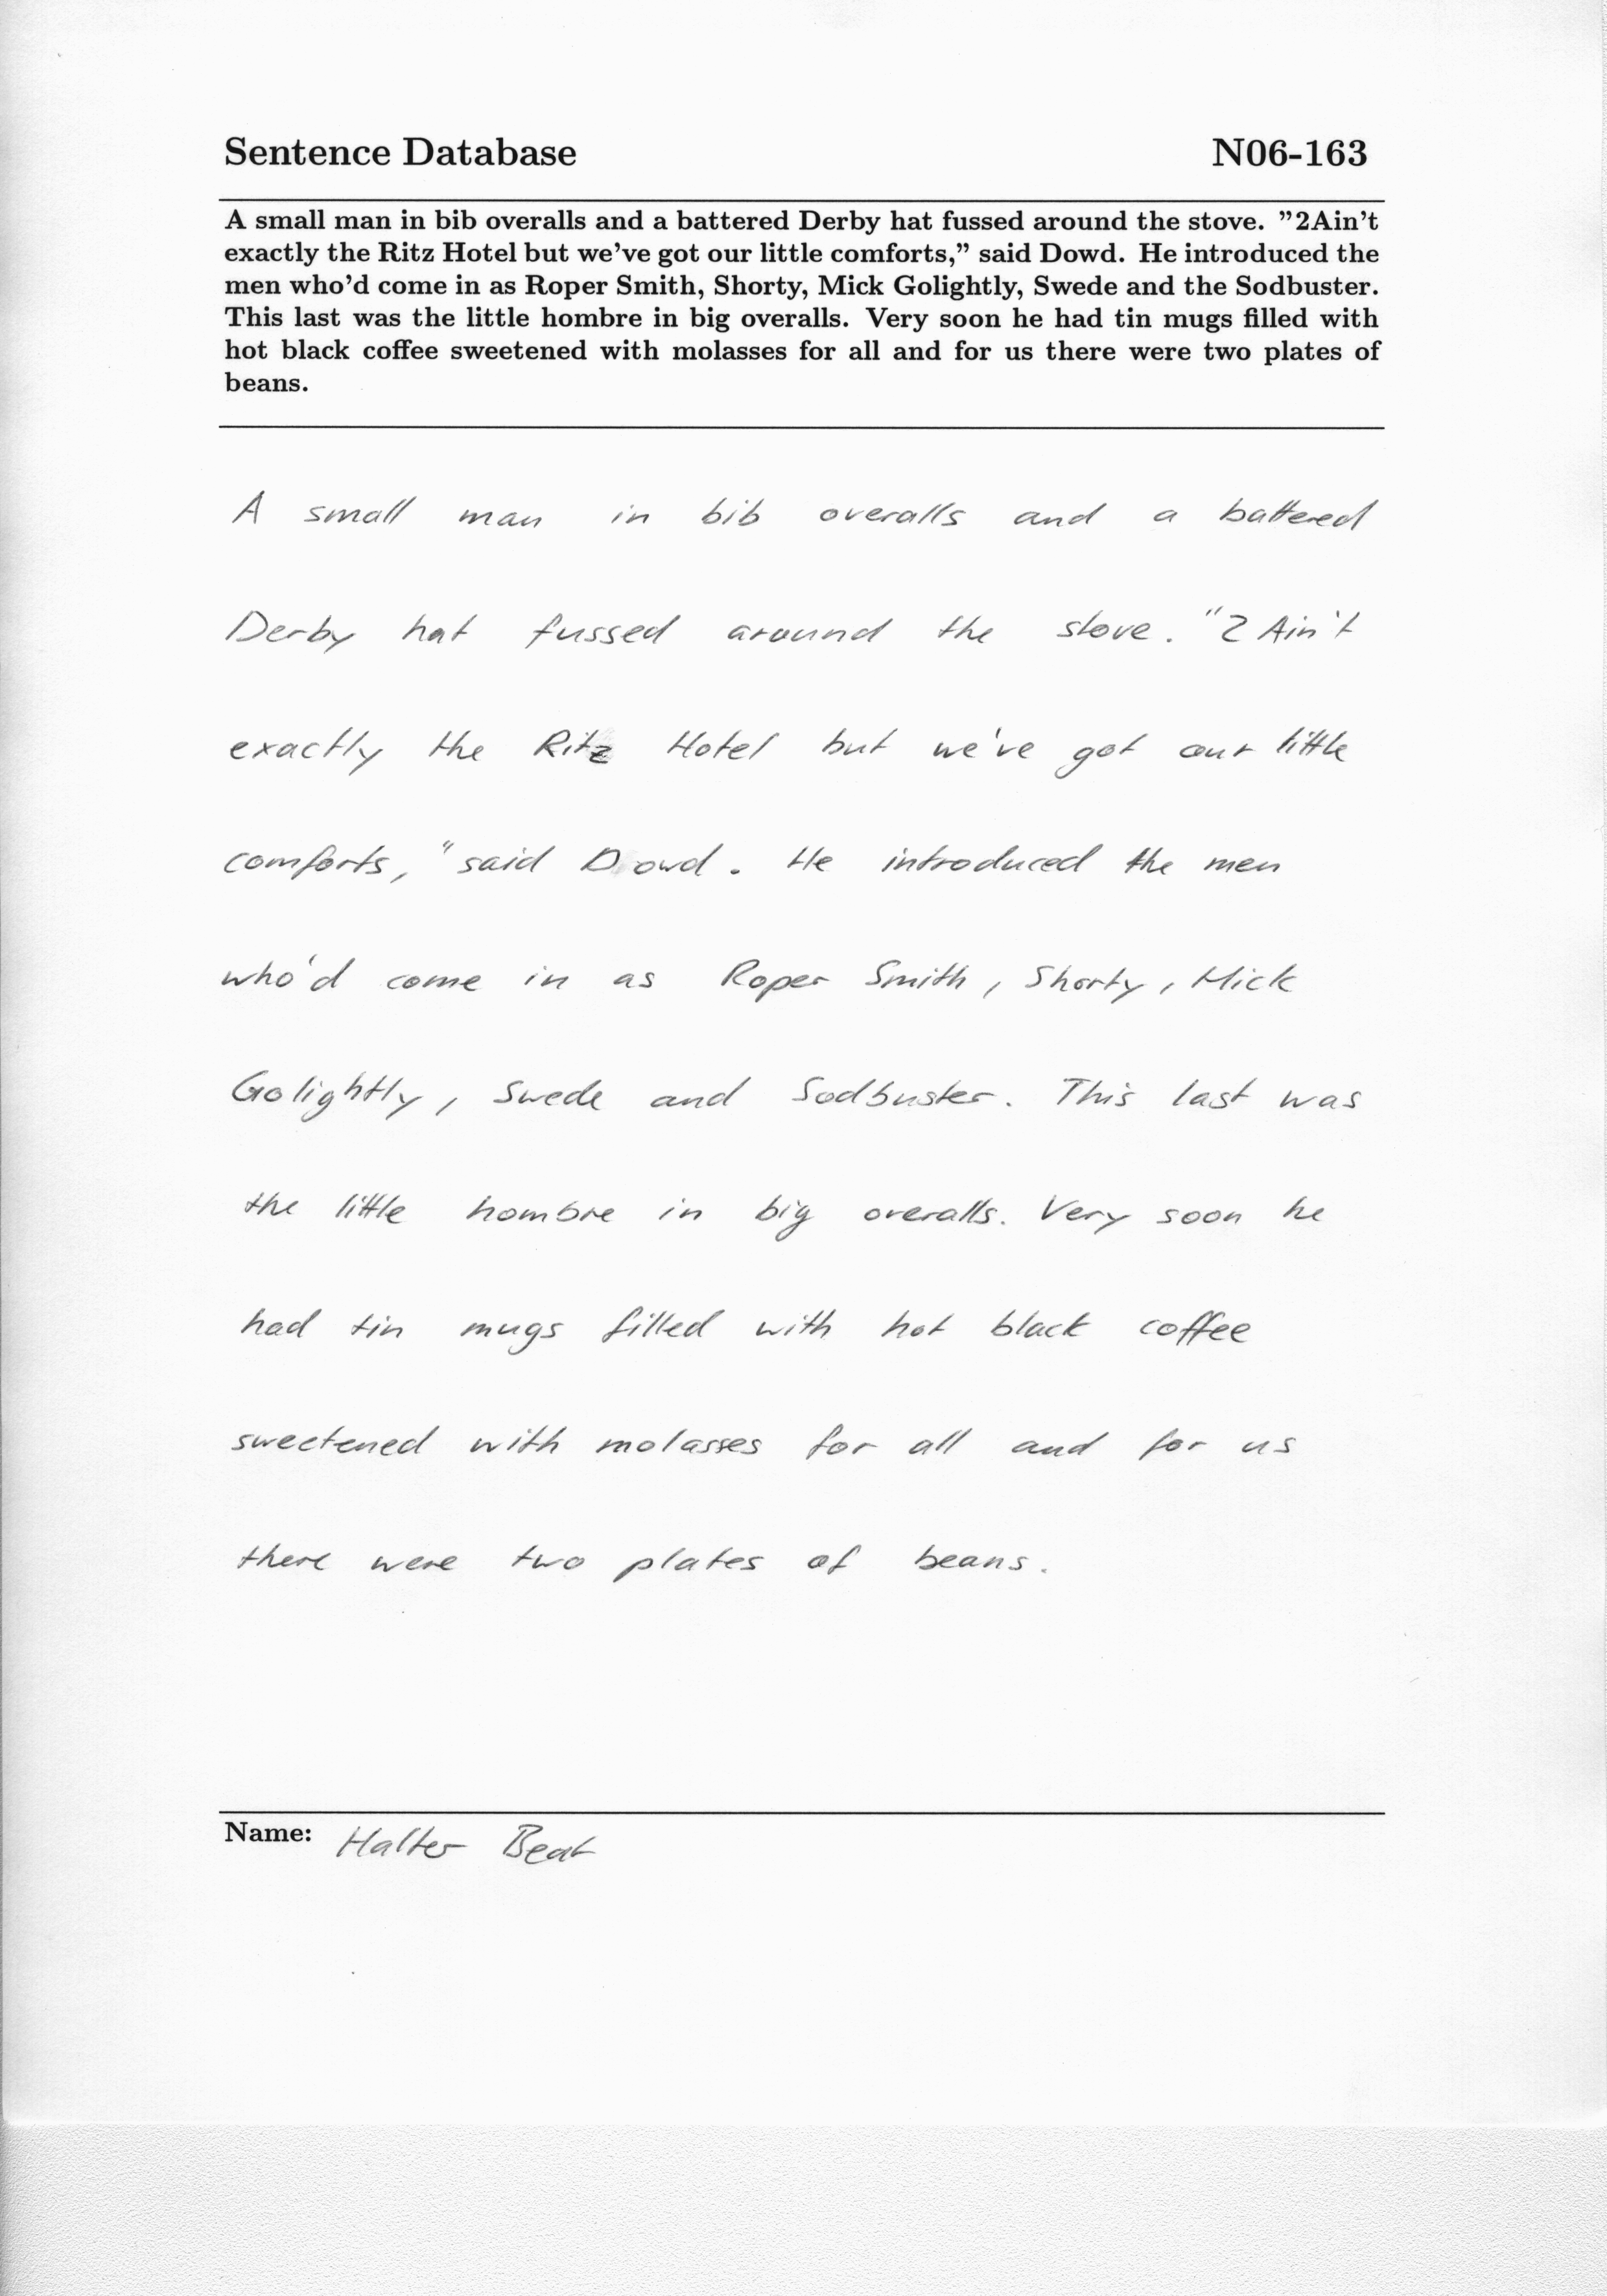 Sentence Database N06-163
A small man in bib overalls and a battered Derby hat fussed around the stove. ”2Ain’t
exactly the Ritz Hotel but we’ve got our little comforts,” said Dowd. He introduced the
men who’d come in as Roper Smith, Shorty, Mick Golightly, Swede and the Sodbuster.
This last was the little hombre in big overalls. Very soon he had tin mugs filled with
hot black coffee sweetened with molasses for all and for us there were two plates of
beans.
A small man in bib overalls and a battered
Derby hat fussed around the stove. "2 Ain't
exactly the Ritz Hotel but we've got our little
comforts," said Dowd. He introduced the men
who'd come in as Roper Smith, Shorty, Mick
Golightly, Swede and Sodbuster. This last was
the little hombre in big overalls. Very soon he
had tin mugs filled with hot black coffee
sweetened with molasses for all and for us
there were two plates of beans.
Name: Halter Beat